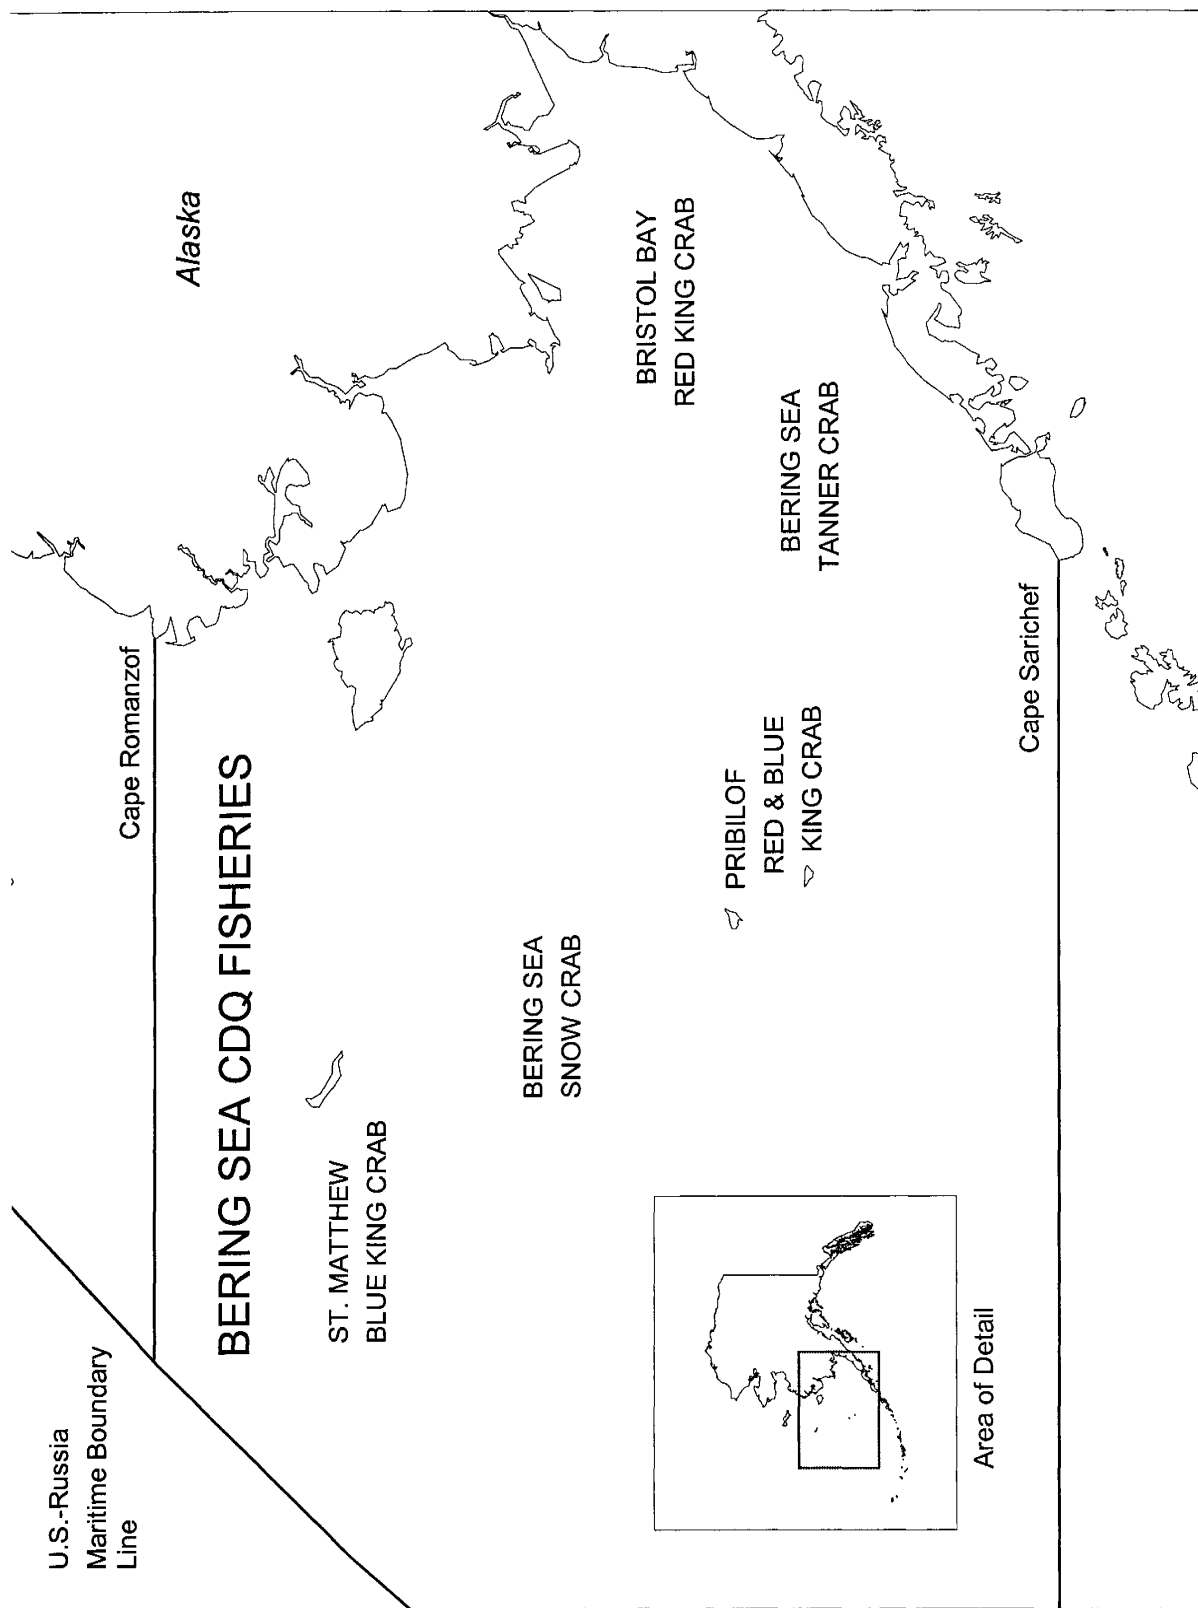 U.S.-Russia
Maritime Boundary
Line
Cape Romanzof
Alaska
BERING SEA CDQ FISHERIES
ST. MATTHEW
BLUE KING CRAB
BERING SEA
SNOW CRAB
BRISTOL BAY
RED KING CRAB
PRIBILOF
RED & BLUE
KING CRAB
BERING SEA
TANNER CRAB
Area of Detail
Cape Sarichef